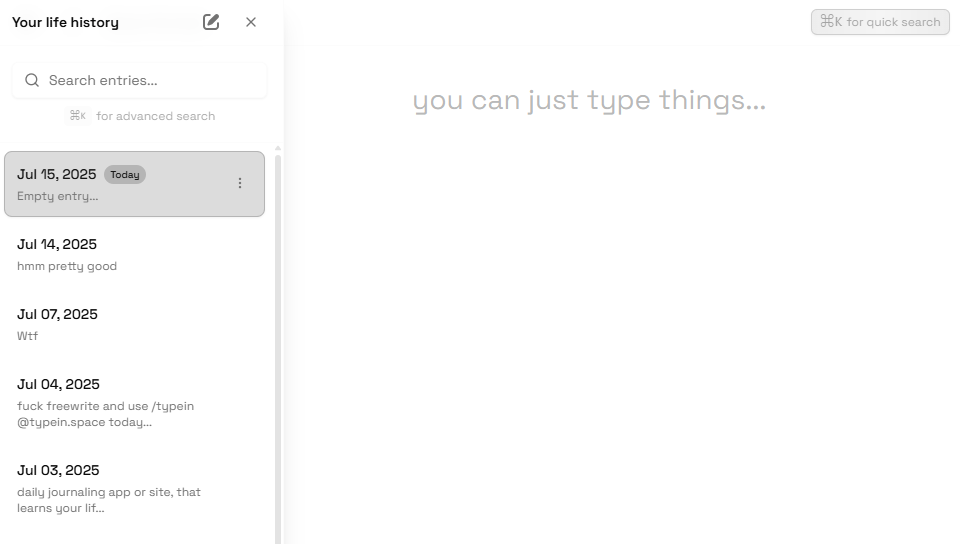 Your life history
⌘K for quick search
Search entries...
⌘K for advanced search
you can just type things...
Jul 15, 2025 Today
Empty entry...
Jul 14, 2025
hmm pretty good
Jul 07, 2025
Wtf
Jul 04, 2025
fuck freewrite and use /typein
@typein.space today...
Jul 03, 2025
daily journaling app or site, that
learns your lif...